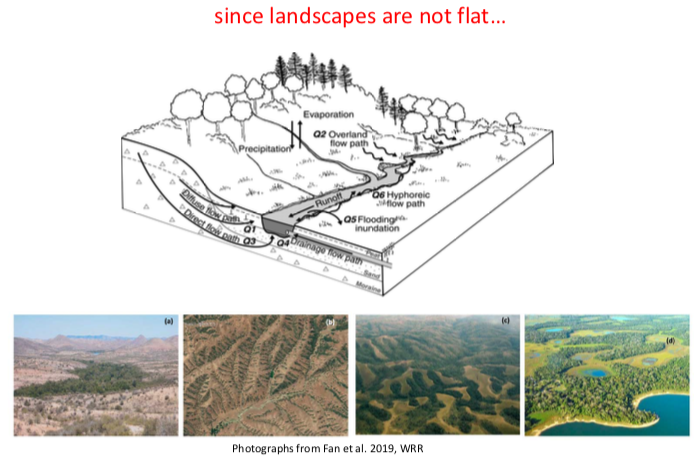 since landscapes are not flat...
Evaporation
Q2 Overland
flow path
Precipitation
Q6 Hyphoreic
flow path
Runoff
Diffuse flow path
Q5 Flooding
inundation
Q1
Direct flow path Q3
Q4 Drainage flow path
Peat
Sand
Moraine
(a)
(b)
(c)
(d)
Photographs from Fan et al. 2019, WRR